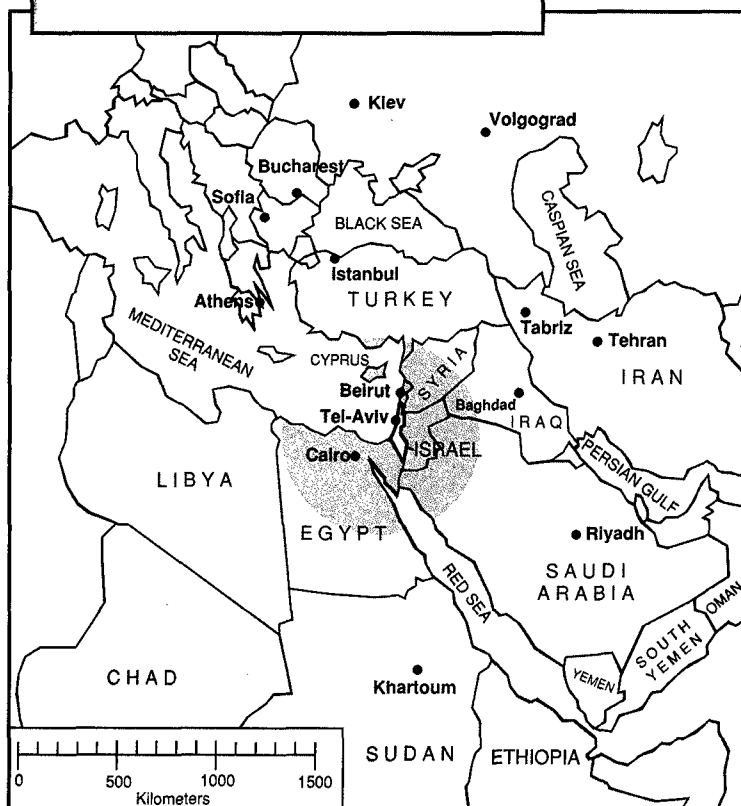 Kiev
Volgograd
Bucharest
Sofia
BLACK SEA
CASPIAN SEA
Istanbul
TURKEY
Athens
MEDITERRANEAN
SEA
Tabriz
Tehran
CYPRUS
SYRIA
IRAN
Beirut
Baghdad
IRAQ
Tel-Aviv
ISRAEL
Cairo
PERSIAN GULF
LIBYA
EGYPT
Riyadh
RED SEA
SAUDI
ARABIA
OMAN
SOUTH
YEMEN
YEMEN
CHAD
Khartoum
SUDAN
ETHIOPIA
0 500 1000 1500
Kilometers